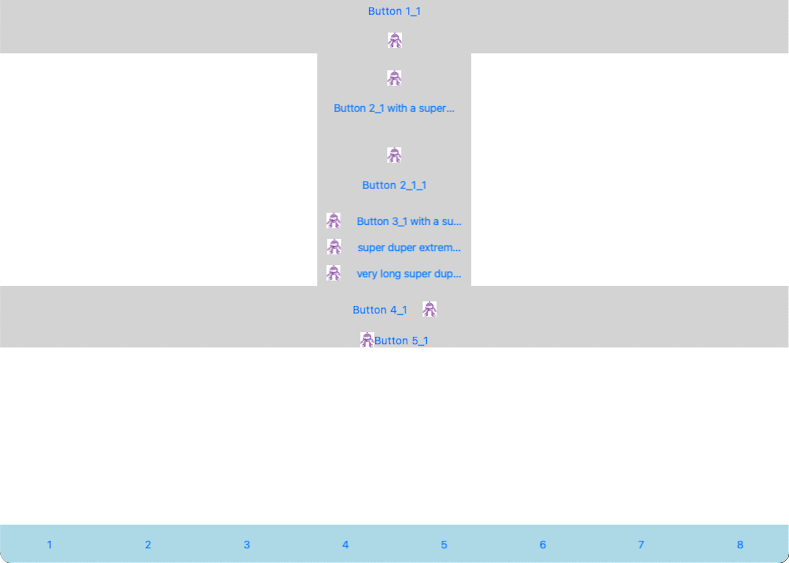 Button 1_1
Button 2_1 with a super...
Button 2_1_1
Button 3_1 with a su...
super duper extrem...
very long super dup...
Button 4_1
Button 5_1
1 2 3 4 5 6 7 8